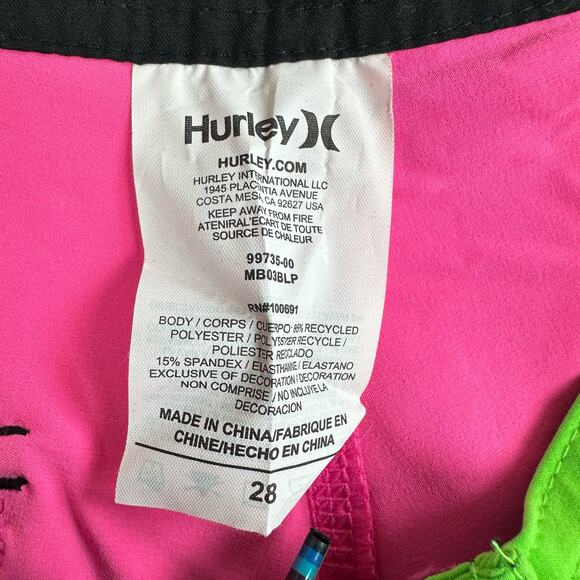 Hurley
HURLEY.COM
HURLEY INTERNATIONAL LLC
1945 PLACENTIA AVENUE
COSTA MESA, CA 92627 USA
KEEP AWAY FROM FIRE
ATENIRAL'ECART DE TOUTE
SOURCE DE CHALEUR
99735-00
MB03BLP
RN#100691
BODY / CORPS / CUERPO: 85% RECYCLED
POLYESTER / POLYESTER RECYCLE /
POLIESTER RECICLADO
15% SPANDEX / ELASTHANNE / ELASTANO
EXCLUSIVE OF DECORATION / DECORATION
NON COMPRISE / NO INCLUYE LA
DECORACION
MADE IN CHINA/FABRIQUE EN
CHINE/HECHO EN CHINA
28